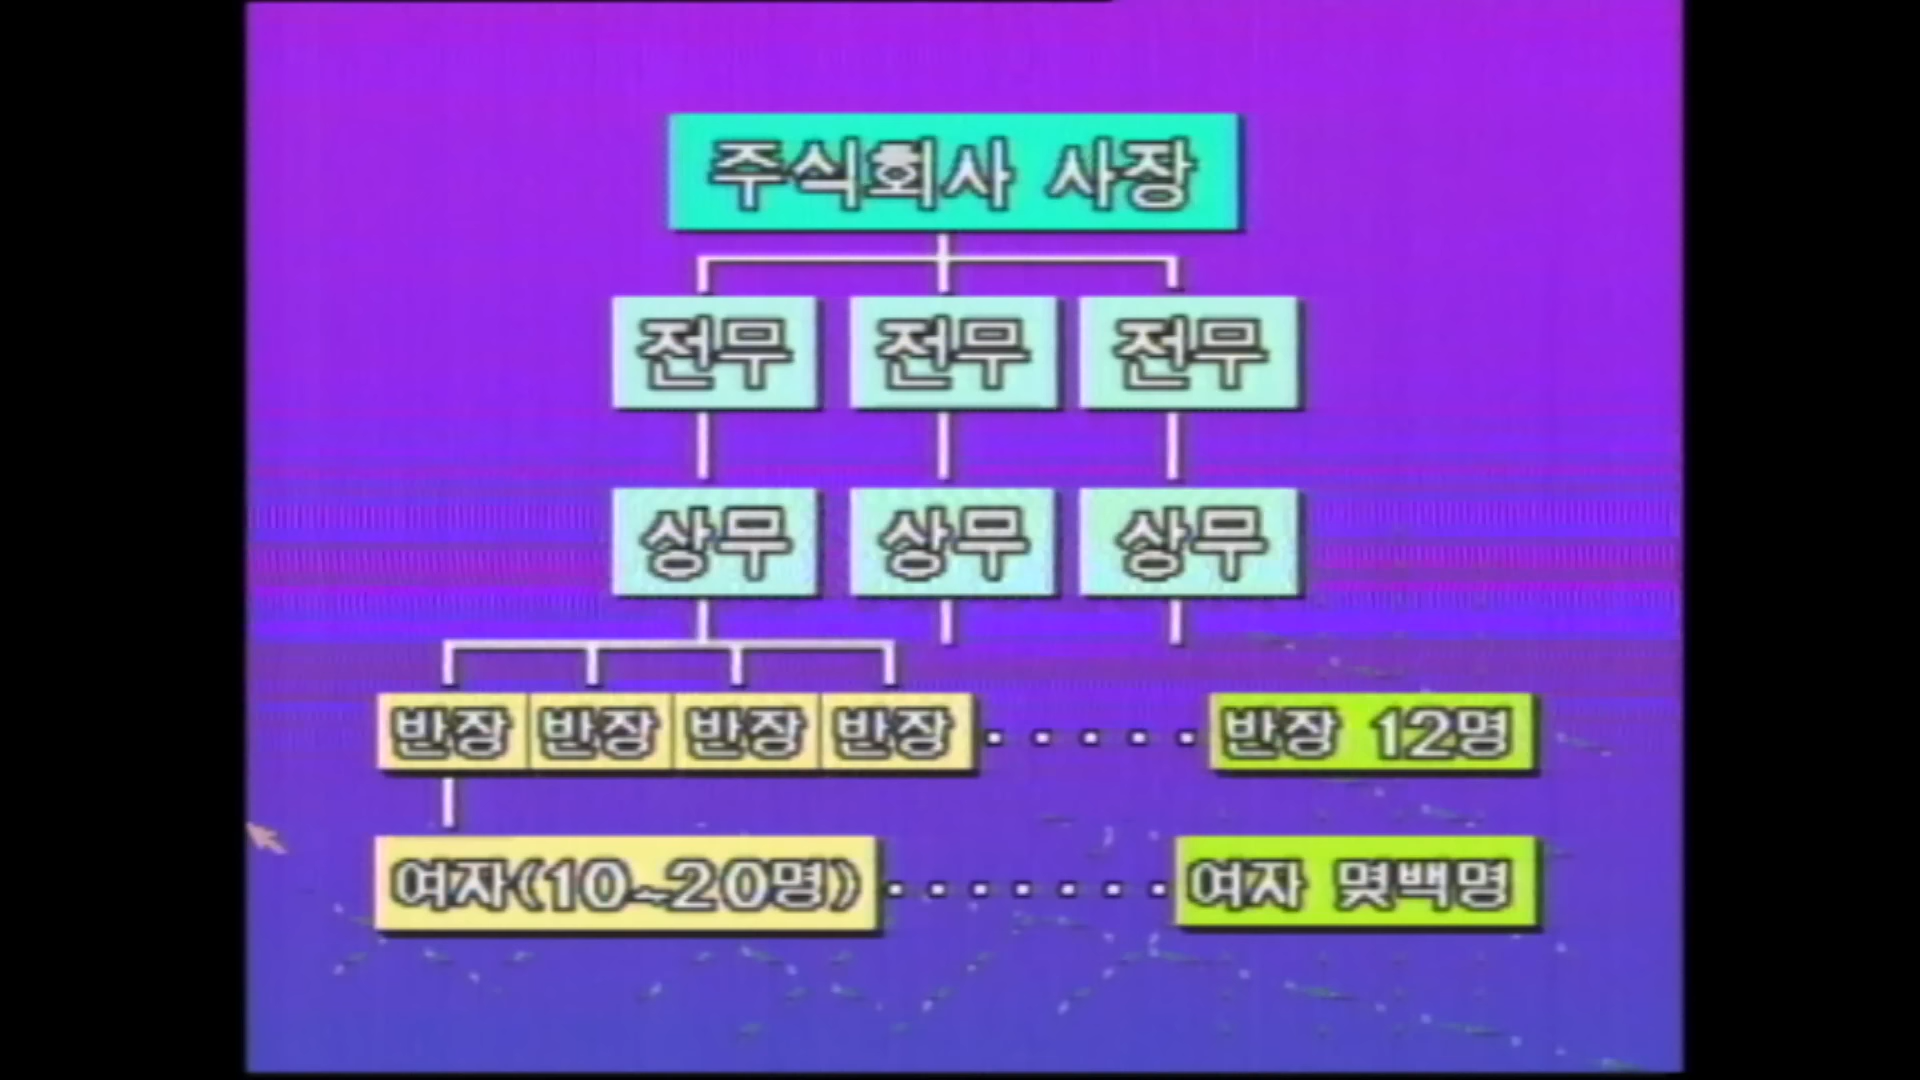 주식회사 사장
전무 전무 전무
상무 상무 상무
반장 반장 반장 반장 ..... 반장 12명
여자(10~20명) ....... 여자 몇백명